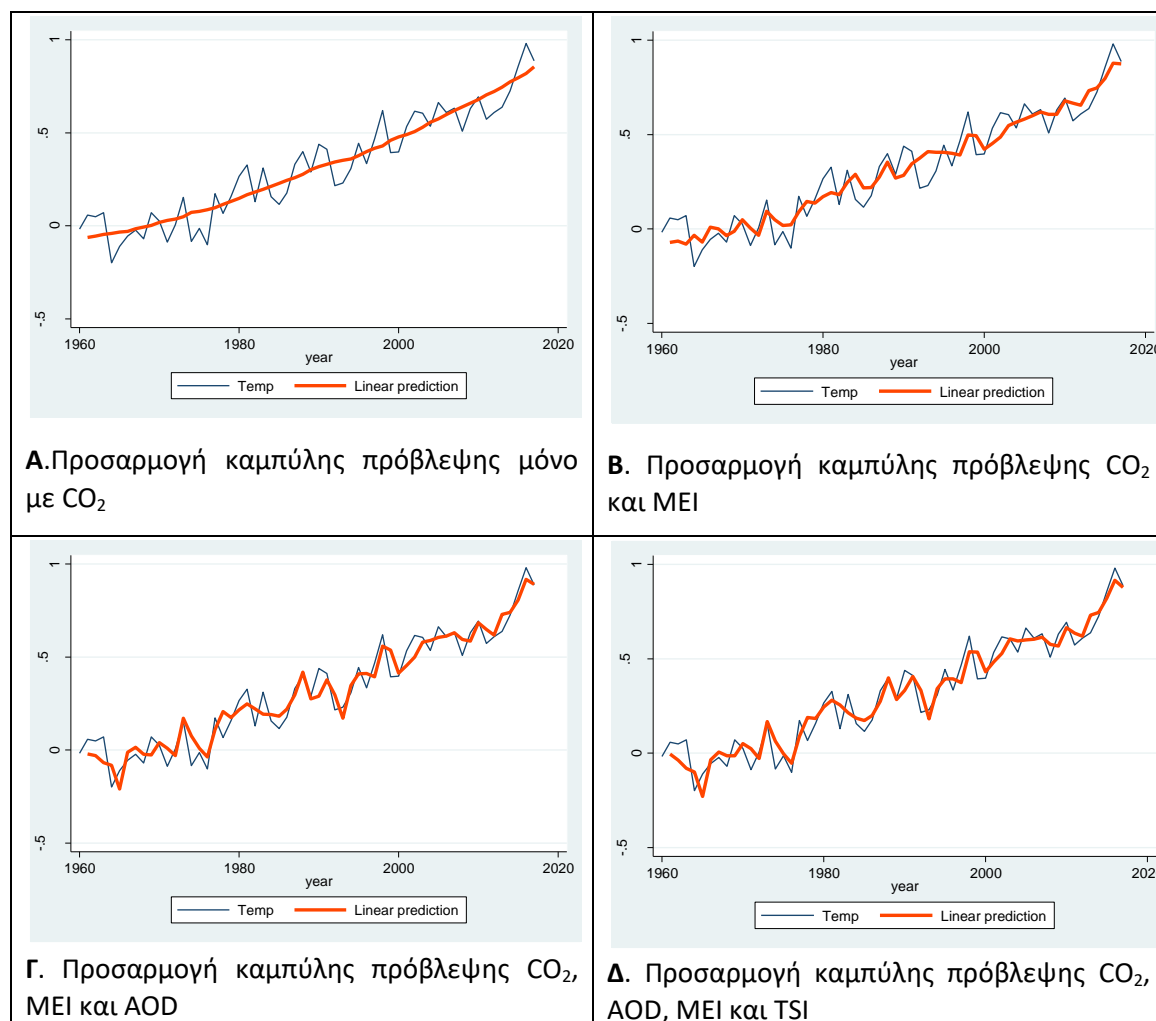 1
.5
0
-.5
1960
1980
2000
2020
year
Temp
Linear prediction
Α.Προσαρμογή καμπύλης πρόβλεψης μόνο
με CO₂
1
.5
0
-.5
1960
1980
2000
2020
year
Temp
Linear prediction
Β. Προσαρμογή καμπύλης πρόβλεψης CO₂
και MEI
1
.5
0
-.5
1960
1980
2000
2020
year
Temp
Linear prediction
Γ. Προσαρμογή καμπύλης πρόβλεψης CO₂,
MEI και AOD
1
.5
0
-.5
1960
1980
2000
202
year
Temp
Linear prediction
Δ. Προσαρμογή καμπύλης πρόβλεψης CO₂,
AOD, MEI και TSI